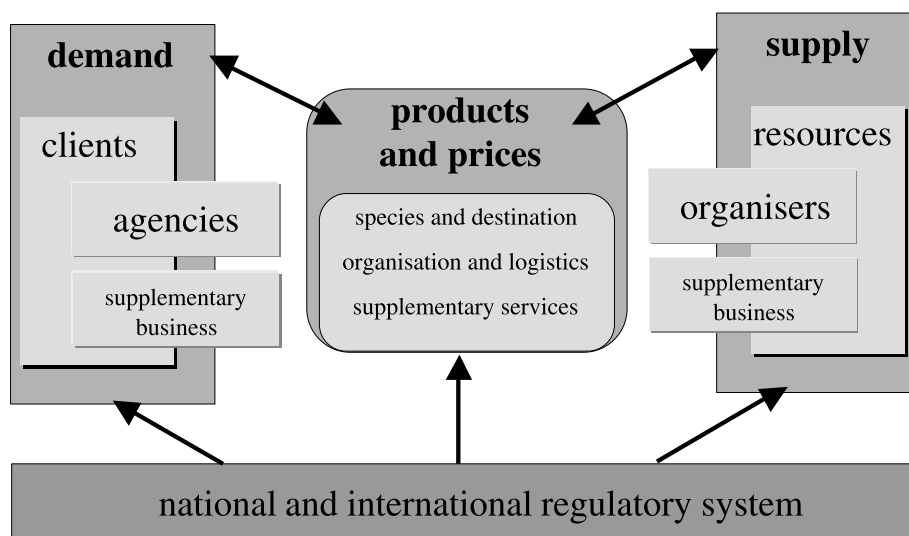 demand
clients
agencies
supplementary
business
products
and prices
species and destination
organisation and logistics
supplementary services
supply
resources
organisers
supplementary
business
national and international regulatory system